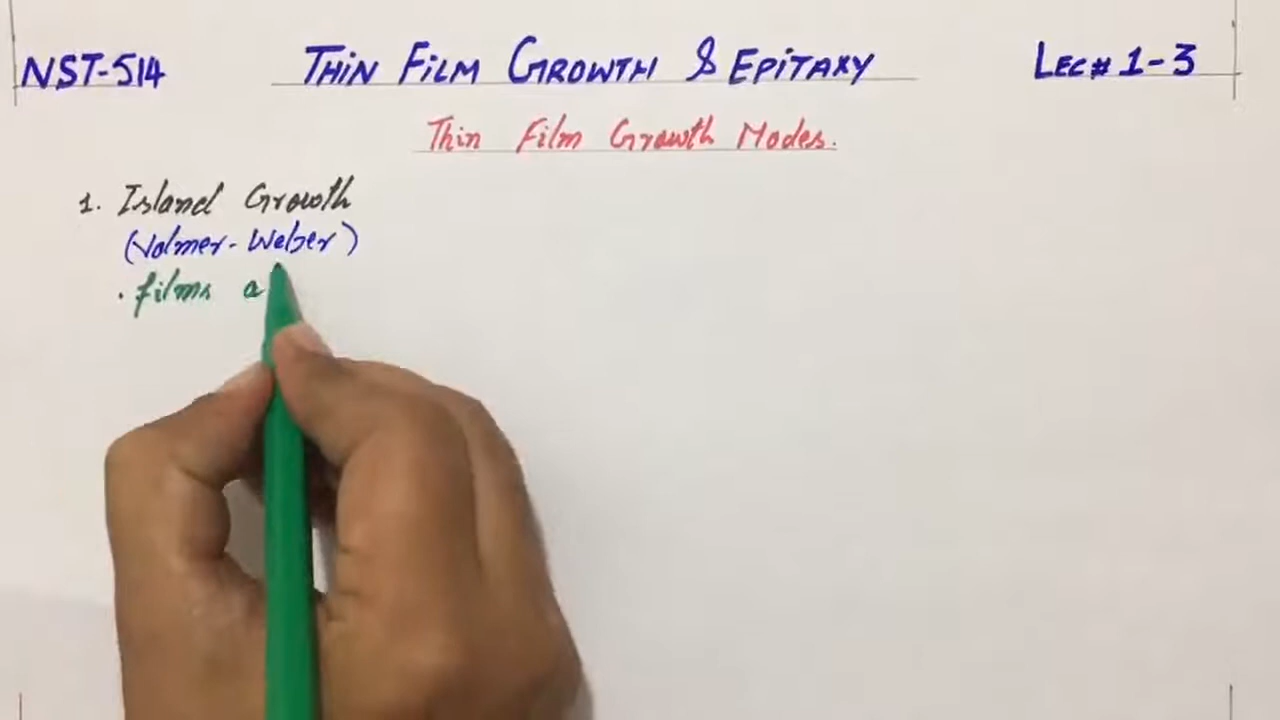 NST-514 THIN FILM GROWTH & EPITAXY LEC# 1-3
Thin Film Growth Modes.
1. Island Growth
(Volmer-Weber)
. films a